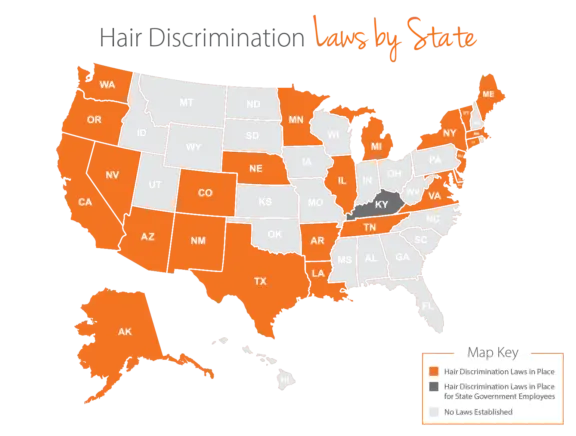 Hair Discrimination Laws by State
WA
MT
ND
MN
ME
OR
ID
SD
WI
MI
NY
WY
IA
PA
NE
NV
UT
CO
IL
IN
OH
WV
VA
CA
KS
MO
KY
NC
TN
AZ
NM
OK
AR
SC
MS
AL
GA
TX
LA
FL
AK
HI
Map Key
Hair Discrimination Laws in Place
Hair Discrimination Laws in Place
for State Government Employees
No Laws Established